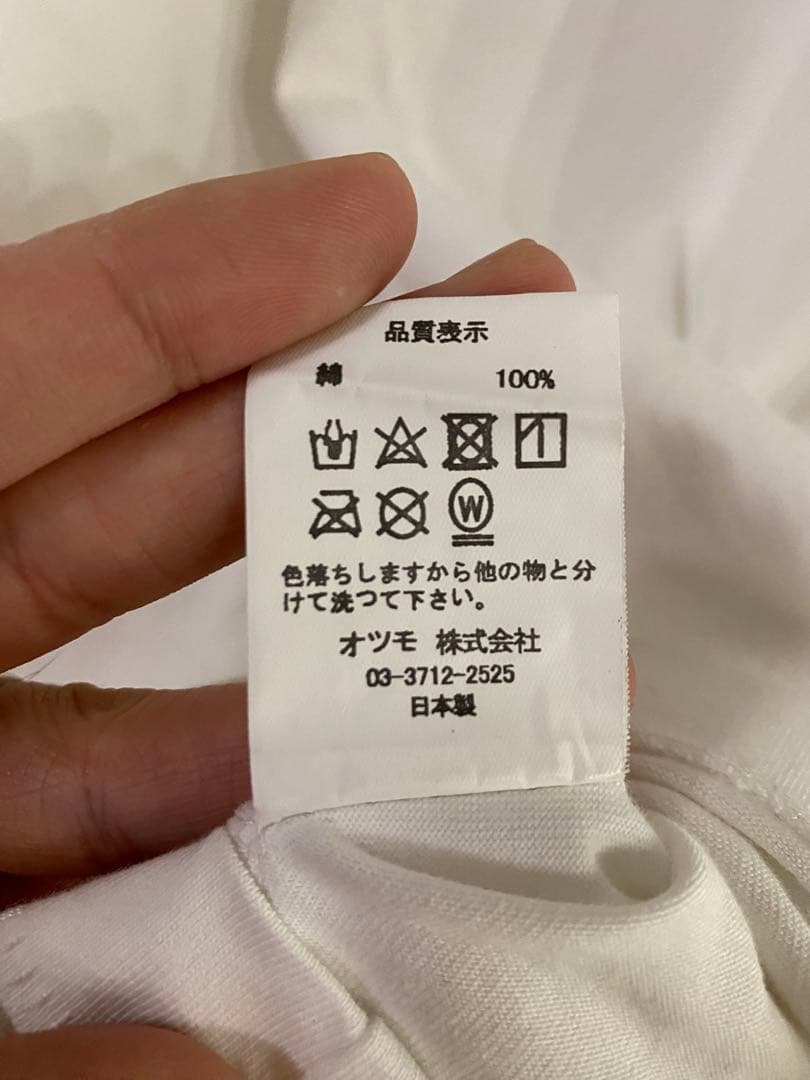 品質表示
綿 100%
W
色落ちしますから他の物と分
けて洗つて下さい。
オツモ 株式会社
03-3712-2525
日本製